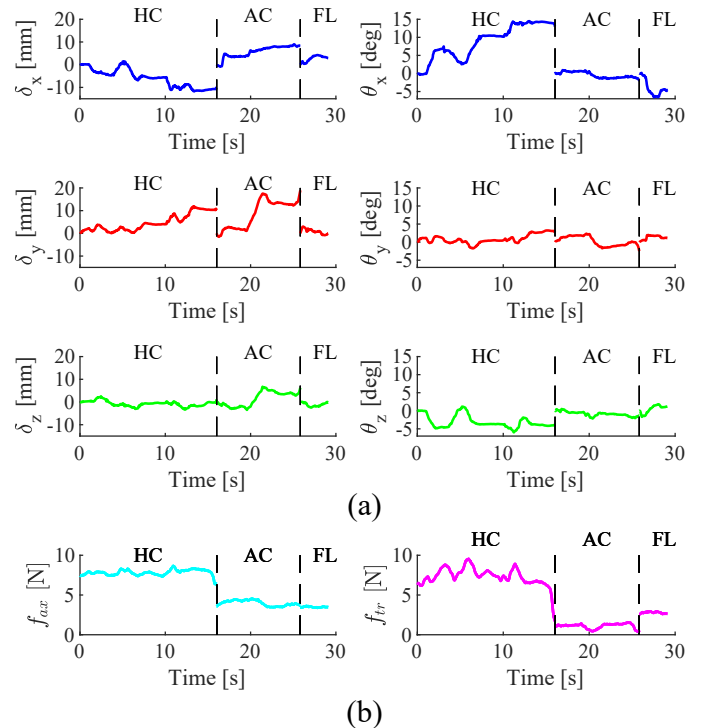 HC AC FL
20
10
0
-10
δx [mm]
0 10 20 30
Time [s]
HC AC FL
15
10
5
0
-5
θx [deg]
0 10 20 30
Time [s]
HC AC FL
20
10
0
-10
δy [mm]
0 10 20 30
Time [s]
HC AC FL
15
10
5
0
-5
θy [deg]
0 10 20 30
Time [s]
HC AC FL
20
10
0
-10
δz [mm]
0 10 20 30
Time [s]
HC AC FL
15
10
5
0
-5
θz [deg]
0 10 20 30
Time [s]
(a)
HC AC FL
10
5
0
fax [N]
0 10 20 30
Time [s]
HC AC FL
10
5
0
ftr [N]
0 10 20 30
Time [s]
(b)